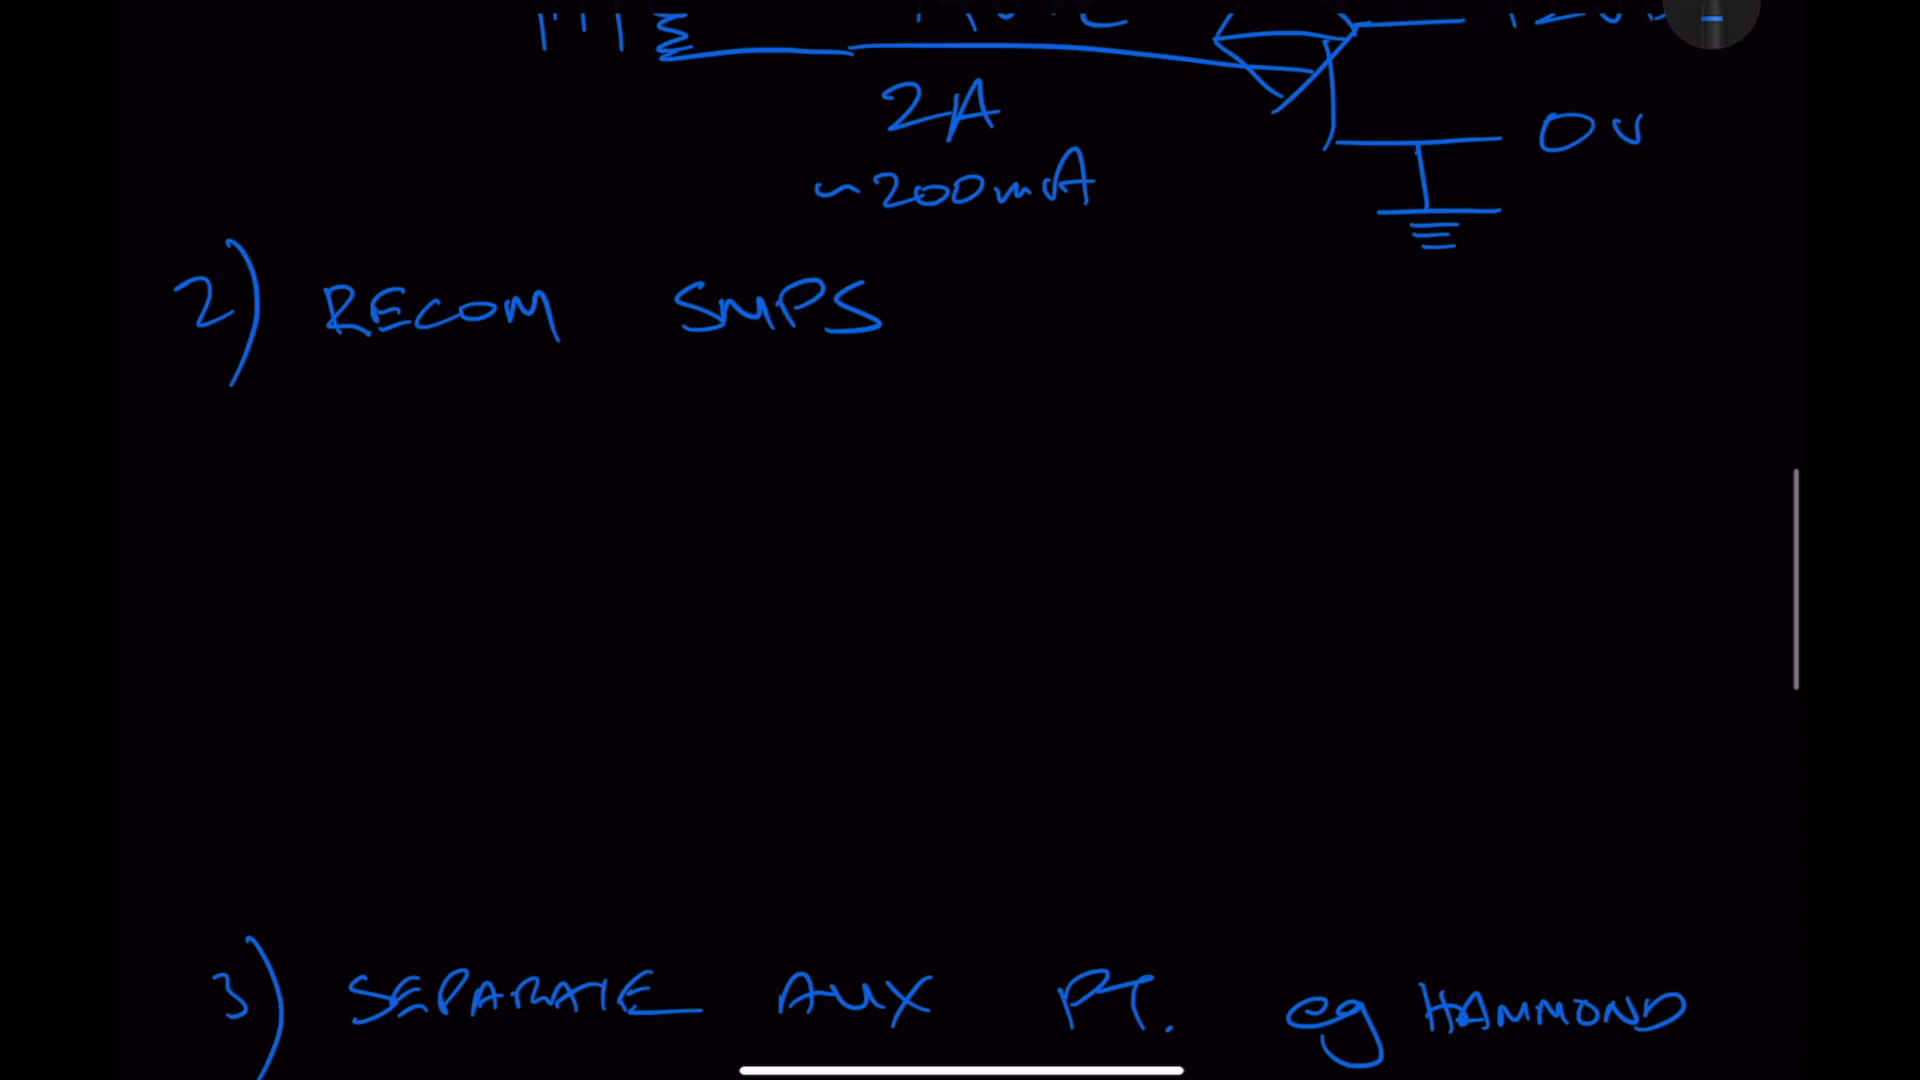 2A
0V
~200mA
2) RECOM SMPS
3) SEPARATE AUX PT. eg HAMMOND